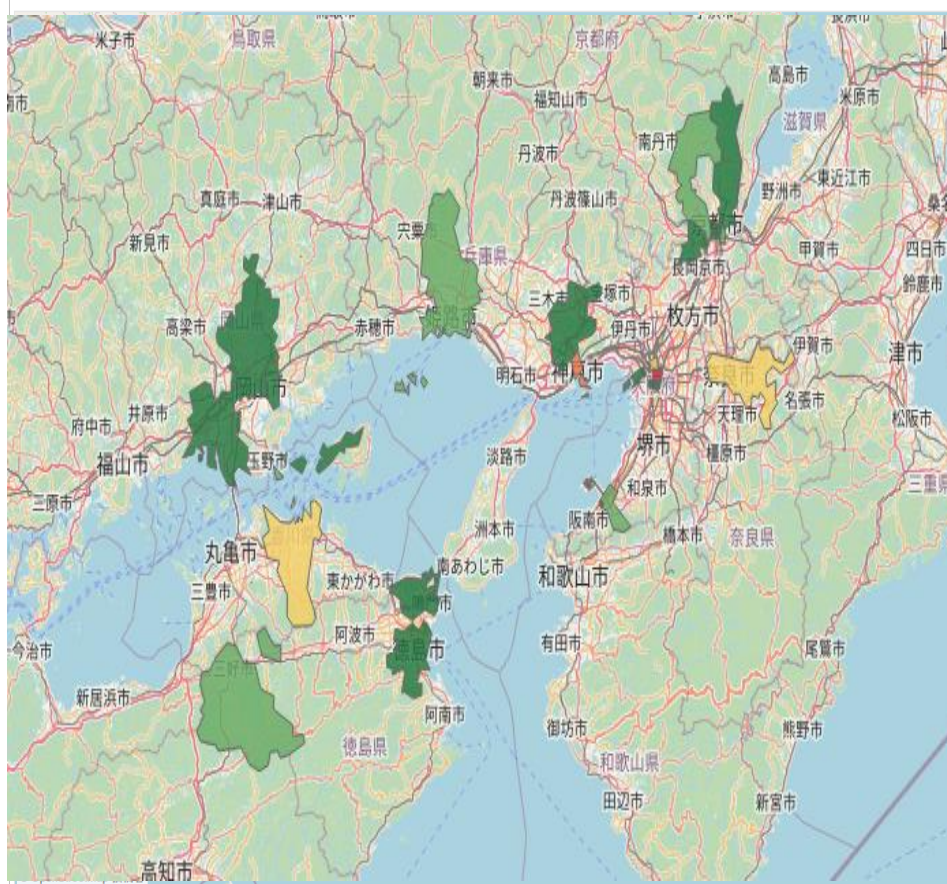 米子市
鳥取県
京都府
高島市
朝来市
福知山市
米原市
滋賀県
南丹市
丹波市
東近江市
野洲市
真庭市
津山市
丹波篠山市
宍粟
新見市
兵庫県
甲賀市
四日市
長岡京市
鈴鹿市
三木市
高梁市
赤穂市
伊丹市
枚方市
伊賀市
津市
明石市
岡山市
名張市
天理市
井原市
松阪市
府中市
堺市
橿原市
福山市
玉野市
淡路市
三重県
和泉市
三原市
阪南市
洲本市
橋本市
奈良県
丸亀市
南あわじ市
和歌山市
東かがわ市
三豊市
阿波市
有田市
尾鷲市
今治市
徳島市
三好市
新居浜市
阿南市
御坊市
熊野市
徳島県
和歌山県
田辺市
新宮市
高知市